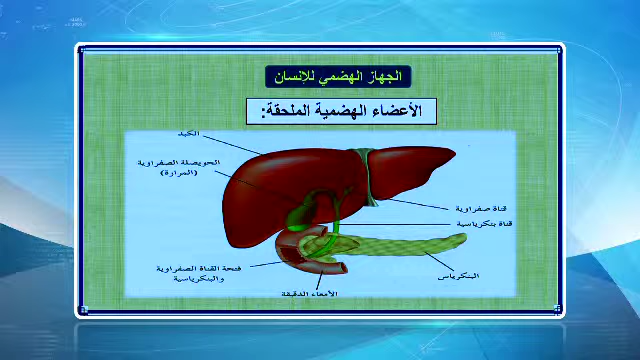 الجهاز الهضمي للإنسان
الأعضاء الهضمية الملحقة:
الكبد
الحويصلة الصفراوية
(المرارة)
قناة صفراوية
قناة بنكرياسية
فتحة القناة الصفراوية
والبنكرياسية
البنكرياس
الأمعاء الدقيقة